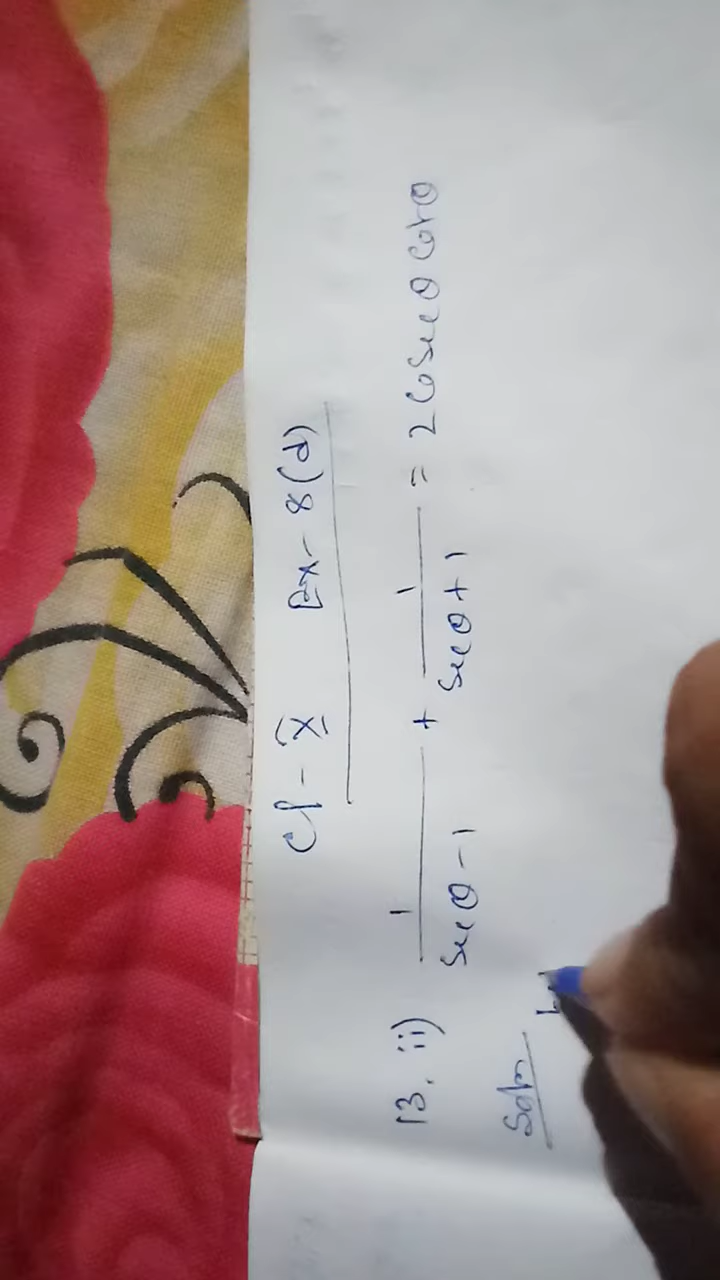 Cl - X Ex - 8(d)
13. ii) 1/(secθ - 1) + 1/(secθ + 1) = 2 cosecθ cotθ
Soln